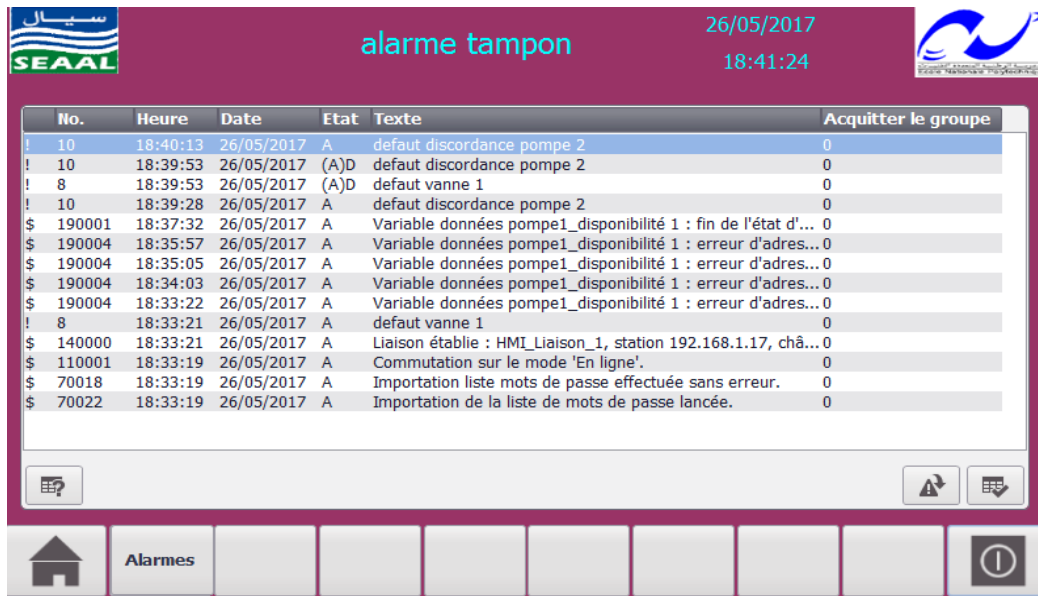 سيال
SEAAL
alarme tampon
26/05/2017
18:41:24
No. Heure Date Etat Texte Acquitter le groupe
! 10 18:40:13 26/05/2017 A defaut discordance pompe 2 0
! 10 18:39:53 26/05/2017 (A)D defaut discordance pompe 2 0
! 8 18:39:53 26/05/2017 (A)D defaut vanne 1 0
! 10 18:39:28 26/05/2017 A defaut discordance pompe 2 0
$ 190001 18:37:32 26/05/2017 A Variable données pompe1_disponibilité 1 : fin de l'état d'... 0
$ 190004 18:35:57 26/05/2017 A Variable données pompe1_disponibilité 1 : erreur d'adres... 0
$ 190004 18:35:05 26/05/2017 A Variable données pompe1_disponibilité 1 : erreur d'adres... 0
$ 190004 18:34:03 26/05/2017 A Variable données pompe1_disponibilité 1 : erreur d'adres... 0
$ 190004 18:33:22 26/05/2017 A Variable données pompe1_disponibilité 1 : erreur d'adres... 0
! 8 18:33:21 26/05/2017 A defaut vanne 1 0
$ 140000 18:33:21 26/05/2017 A Liaison établie : HMI_Liaison_1, station 192.168.1.17, châ... 0
$ 110001 18:33:19 26/05/2017 A Commutation sur le mode 'En ligne'. 0
$ 70018 18:33:19 26/05/2017 A Importation liste mots de passe effectuée sans erreur. 0
$ 70022 18:33:19 26/05/2017 A Importation de la liste de mots de passe lancée. 0
Alarmes